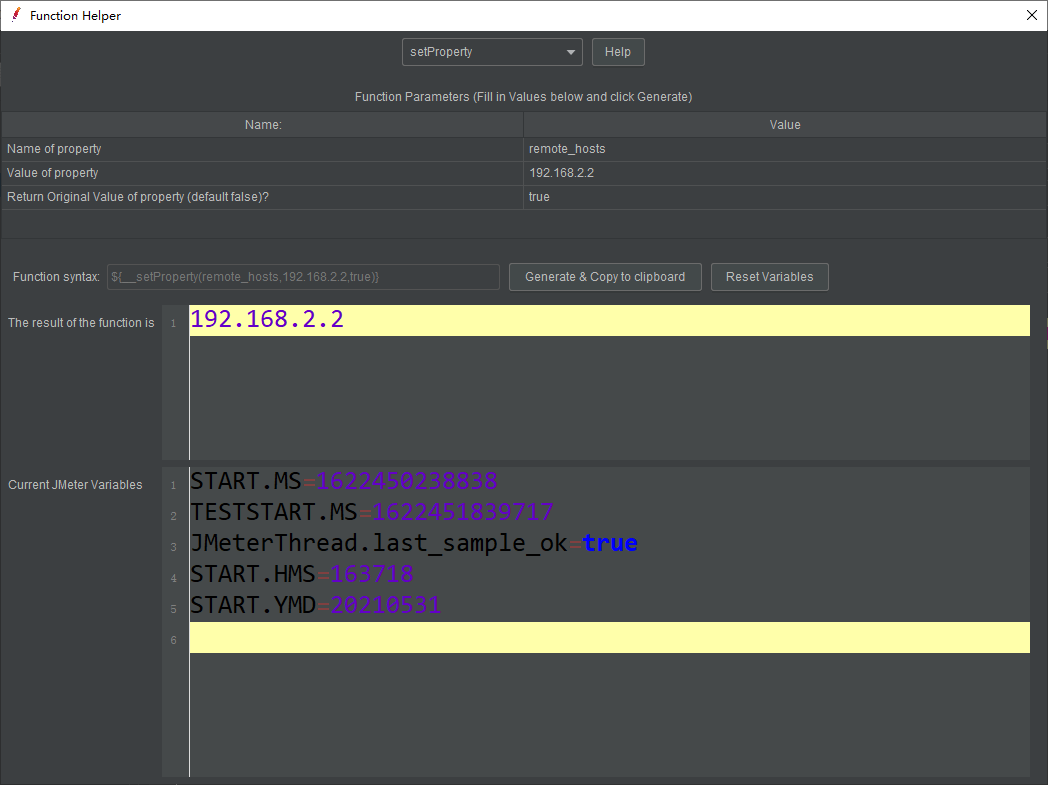 Function Helper
setProperty
Help
Function Parameters (Fill in Values below and click Generate)
Name: Value
Name of property remote_hosts
Value of property 192.168.2.2
Return Original Value of property (default false)? true
Function syntax: ${__setProperty(remote_hosts,192.168.2.2,true)} Generate & Copy to clipboard Reset Variables
The result of the function is 1 192.168.2.2
Current JMeter Variables 1 START.MS=1622450238838
2 TESTSTART.MS=1622451839717
3 JMeterThread.last_sample_ok=true
4 START.HMS=163718
5 START.YMD=20210531
6